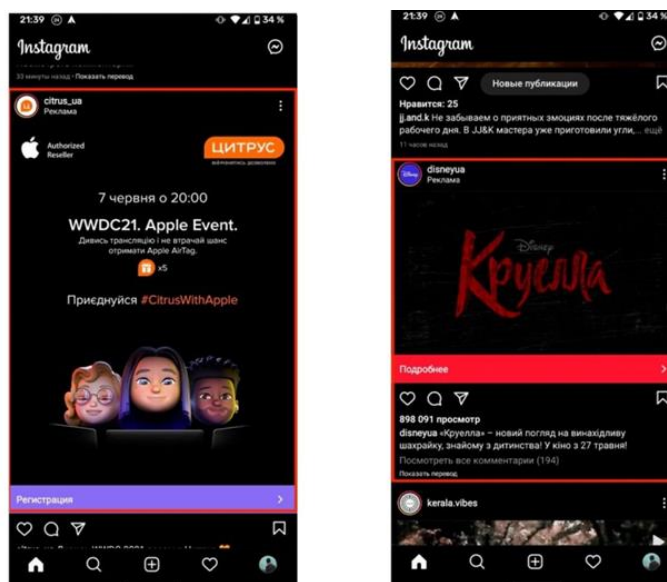 21:39
34 %
Instagram
33 минуты назад • Показать перевод
citrus_ua
Реклама
Authorized
Reseller
ЦИТРУС
7 червня о 20:00
WWDC21. Apple Event.
Дивись трансляцію і не втрачай шанс
отримати Apple AirTag.
x5
Приєднуйся #CitrusWithApple
Регистрация
21:39
34 %
Instagram
Новые публикации
Нравится: 25
jj.and.k Не забываем о приятных эмоциях после тяжёлого
рабочего дня. В JJ&K мастера уже приготовили угли,... ещё
11 часов назад
disneyua
Реклама
Disney
Круелла
Подробнее
898 091 просмотр
disneyua «Круелла» – новий погляд на винахідливу
шахрайку, знайому з дитинства! У кіно з 27 травня!
Посмотреть все комментарии (194)
Показать перевод
kerala.vibes